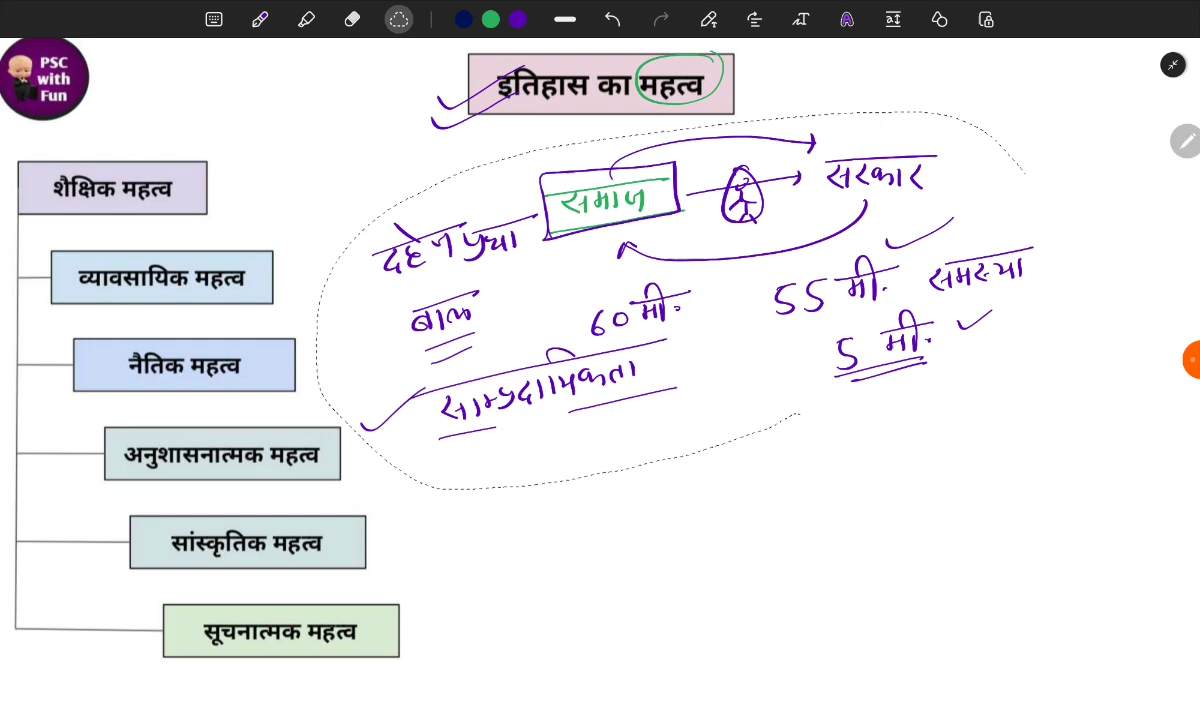 PSC
with
Fun
इतिहास का महत्व
शैक्षिक महत्व
व्यावसायिक महत्व
नैतिक महत्व
अनुशासनात्मक महत्व
सांस्कृतिक महत्व
सूचनात्मक महत्व
समाज
सरकार
दहेज प्रथा
बाल
60 मी.
55 मी. समस्या
5 मी.
साम्प्रदायिकता